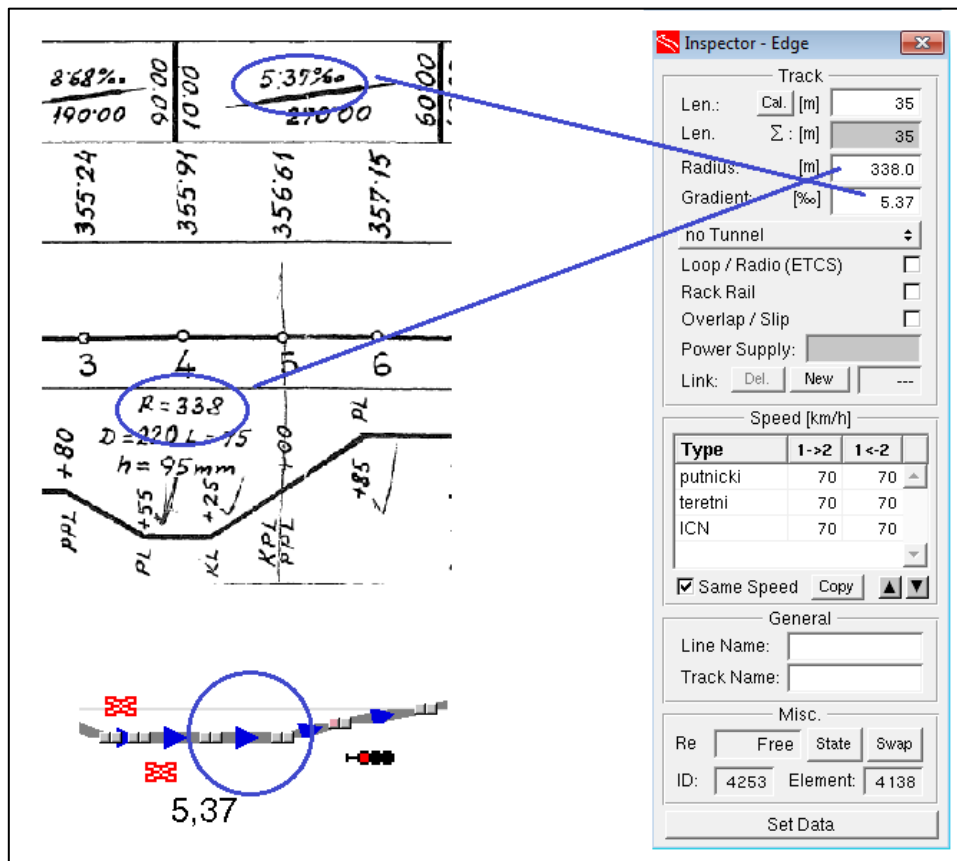 8.68‰
190.00
60.00
10.00
5.37‰
270.00
60.00
355.24
355.91
356.61
357.15
3 4 5 6
R = 338
D = 220 L = 75
h = 95mm
+80
+55
+25
+00
+85
PPL
PL
KL
KPL
PPL
PL
5,37
Inspector - Edge
Track
Len.: Cal. [m] 35
Len. Σ : [m] 35
Radius: [m] 338.0
Gradient: [‰] 5.37
no Tunnel
Loop / Radio (ETCS)
Rack Rail
Overlap / Slip
Power Supply:
Link: Del. New ---
Speed [km/h]
Type 1->2 1<-2
putnicki 70 70
teretni 70 70
ICN 70 70
Same Speed Copy
General
Line Name:
Track Name:
Misc.
Re Free State Swap
ID: 4253 Element: 4138
Set Data